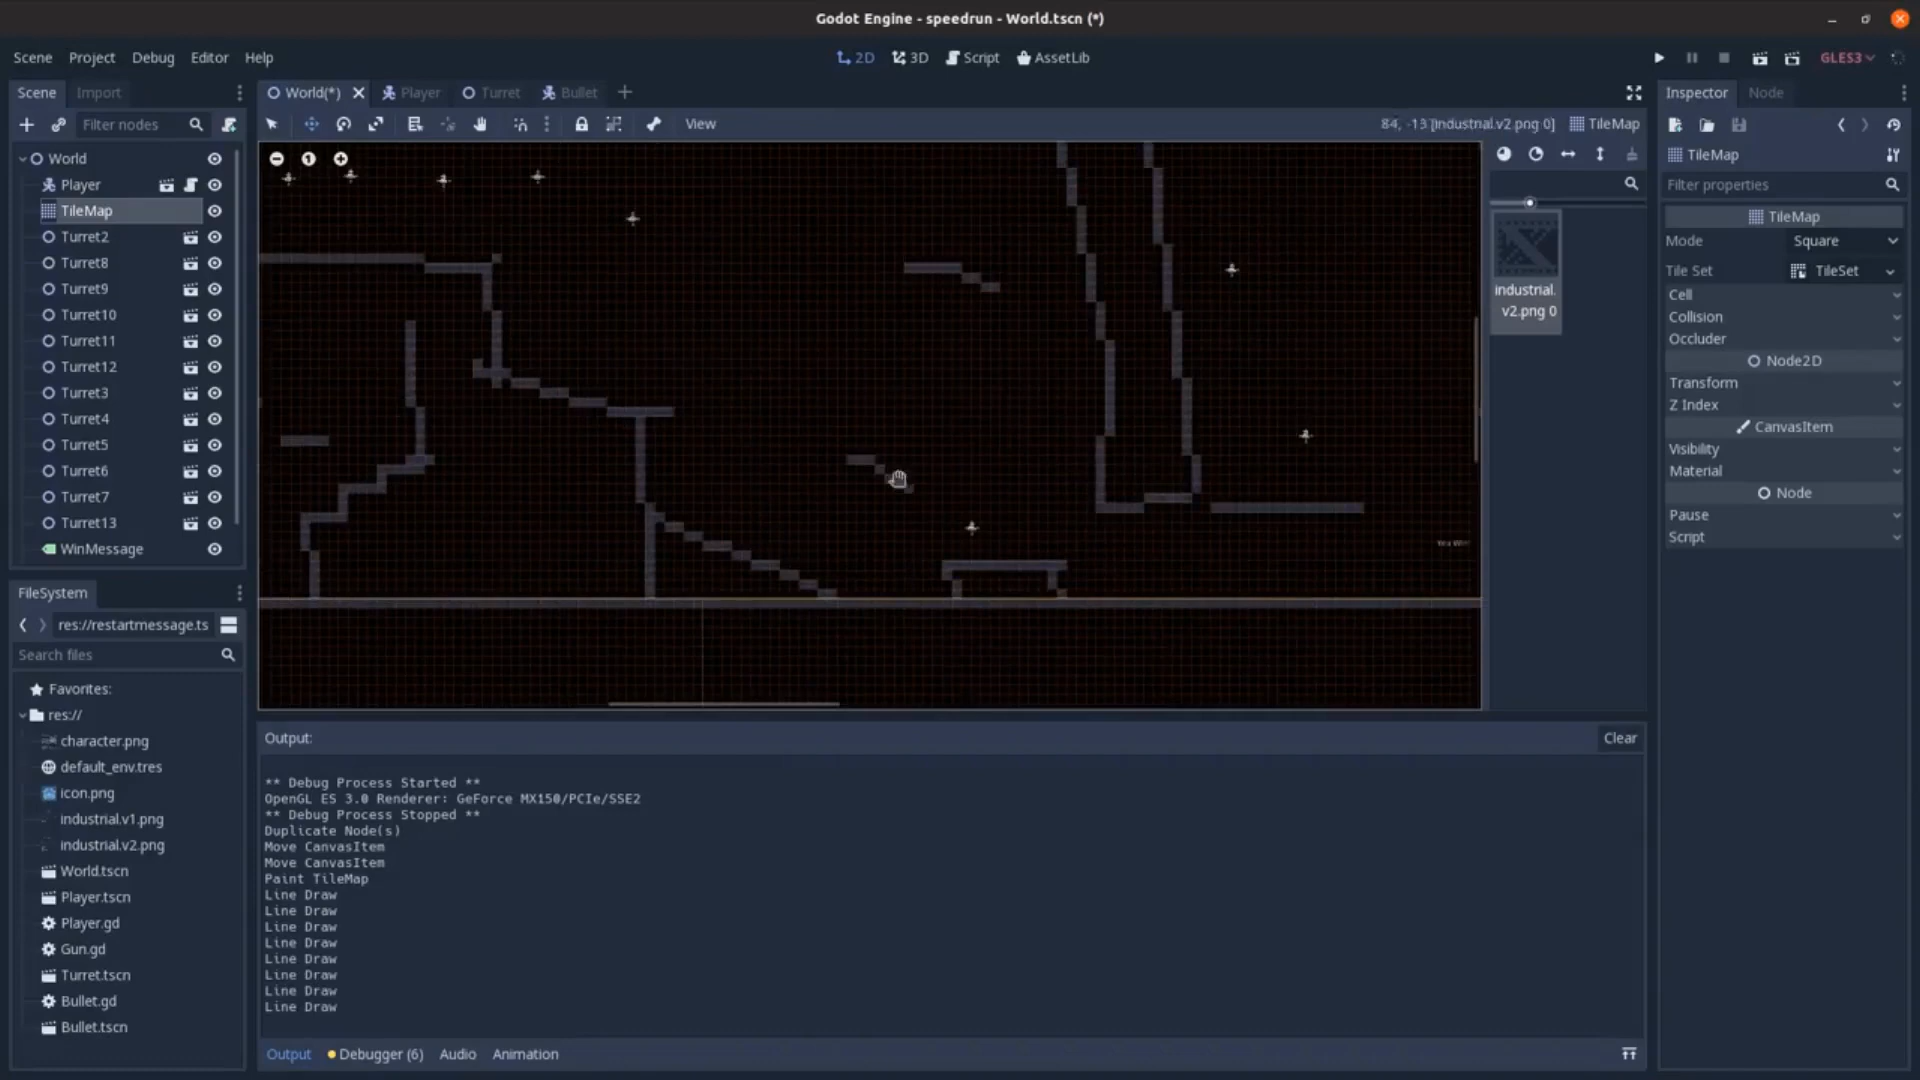 Godot Engine - speedrun - World.tscn (*)
Scene Project Debug Editor Help
2D 3D Script AssetLib
GLES3
Scene Import
World(*) Player Turret Bullet
Inspector Node
Filter nodes
View
84, -13 [industrial.v2.png 0] TileMap
World
Player
TileMap
Turret2
Turret8
Turret9
Turret10
Turret11
Turret12
Turret3
Turret4
Turret5
Turret6
Turret7
Turret13
WinMessage
industrial.
v2.png 0
TileMap
Filter properties
TileMap
Mode Square
Tile Set TileSet
Cell
Collision
Occluder
Node2D
Transform
Z Index
CanvasItem
Visibility
Material
Node
Pause
Script
FileSystem
res://restartmessage.ts
Search files
Favorites:
res://
character.png
default_env.tres
icon.png
industrial.v1.png
industrial.v2.png
World.tscn
Player.tscn
Player.gd
Gun.gd
Turret.tscn
Bullet.gd
Bullet.tscn
Output:
Clear
** Debug Process Started **
OpenGL ES 3.0 Renderer: GeForce MX150/PCIe/SSE2
** Debug Process Stopped **
Duplicate Node(s)
Move CanvasItem
Move CanvasItem
Paint TileMap
Line Draw
Line Draw
Line Draw
Line Draw
Line Draw
Line Draw
Line Draw
Line Draw
Output Debugger (6) Audio Animation